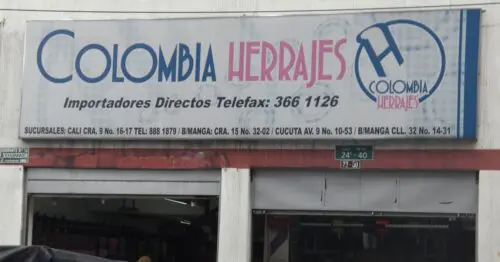 COLOMBIA HERRAJES
Importadores Directos Telefax: 366 1126
H
COLOMBIA
HERRAJES
SUCURSALES: CALI CRA. 9 No. 16-17 TEL: 888 1879 / B/MANGA: CRA. 15 No. 32-02 / CUCUTA AV. 9 No. 10-53 / B/MANGA CLL. 32 No. 14-31
24-40